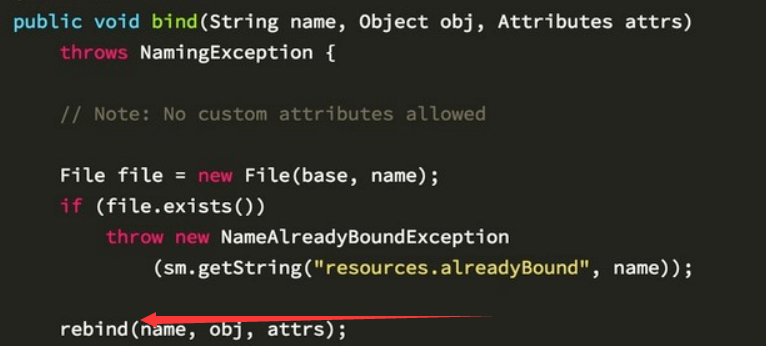 public void bind(String name, Object obj, Attributes attrs)
throws NamingException {
// Note: No custom attributes allowed
File file = new File(base, name);
if (file.exists())
throw new NameAlreadyBoundException
(sm.getString("resources.alreadyBound", name));
rebind(name, obj, attrs);